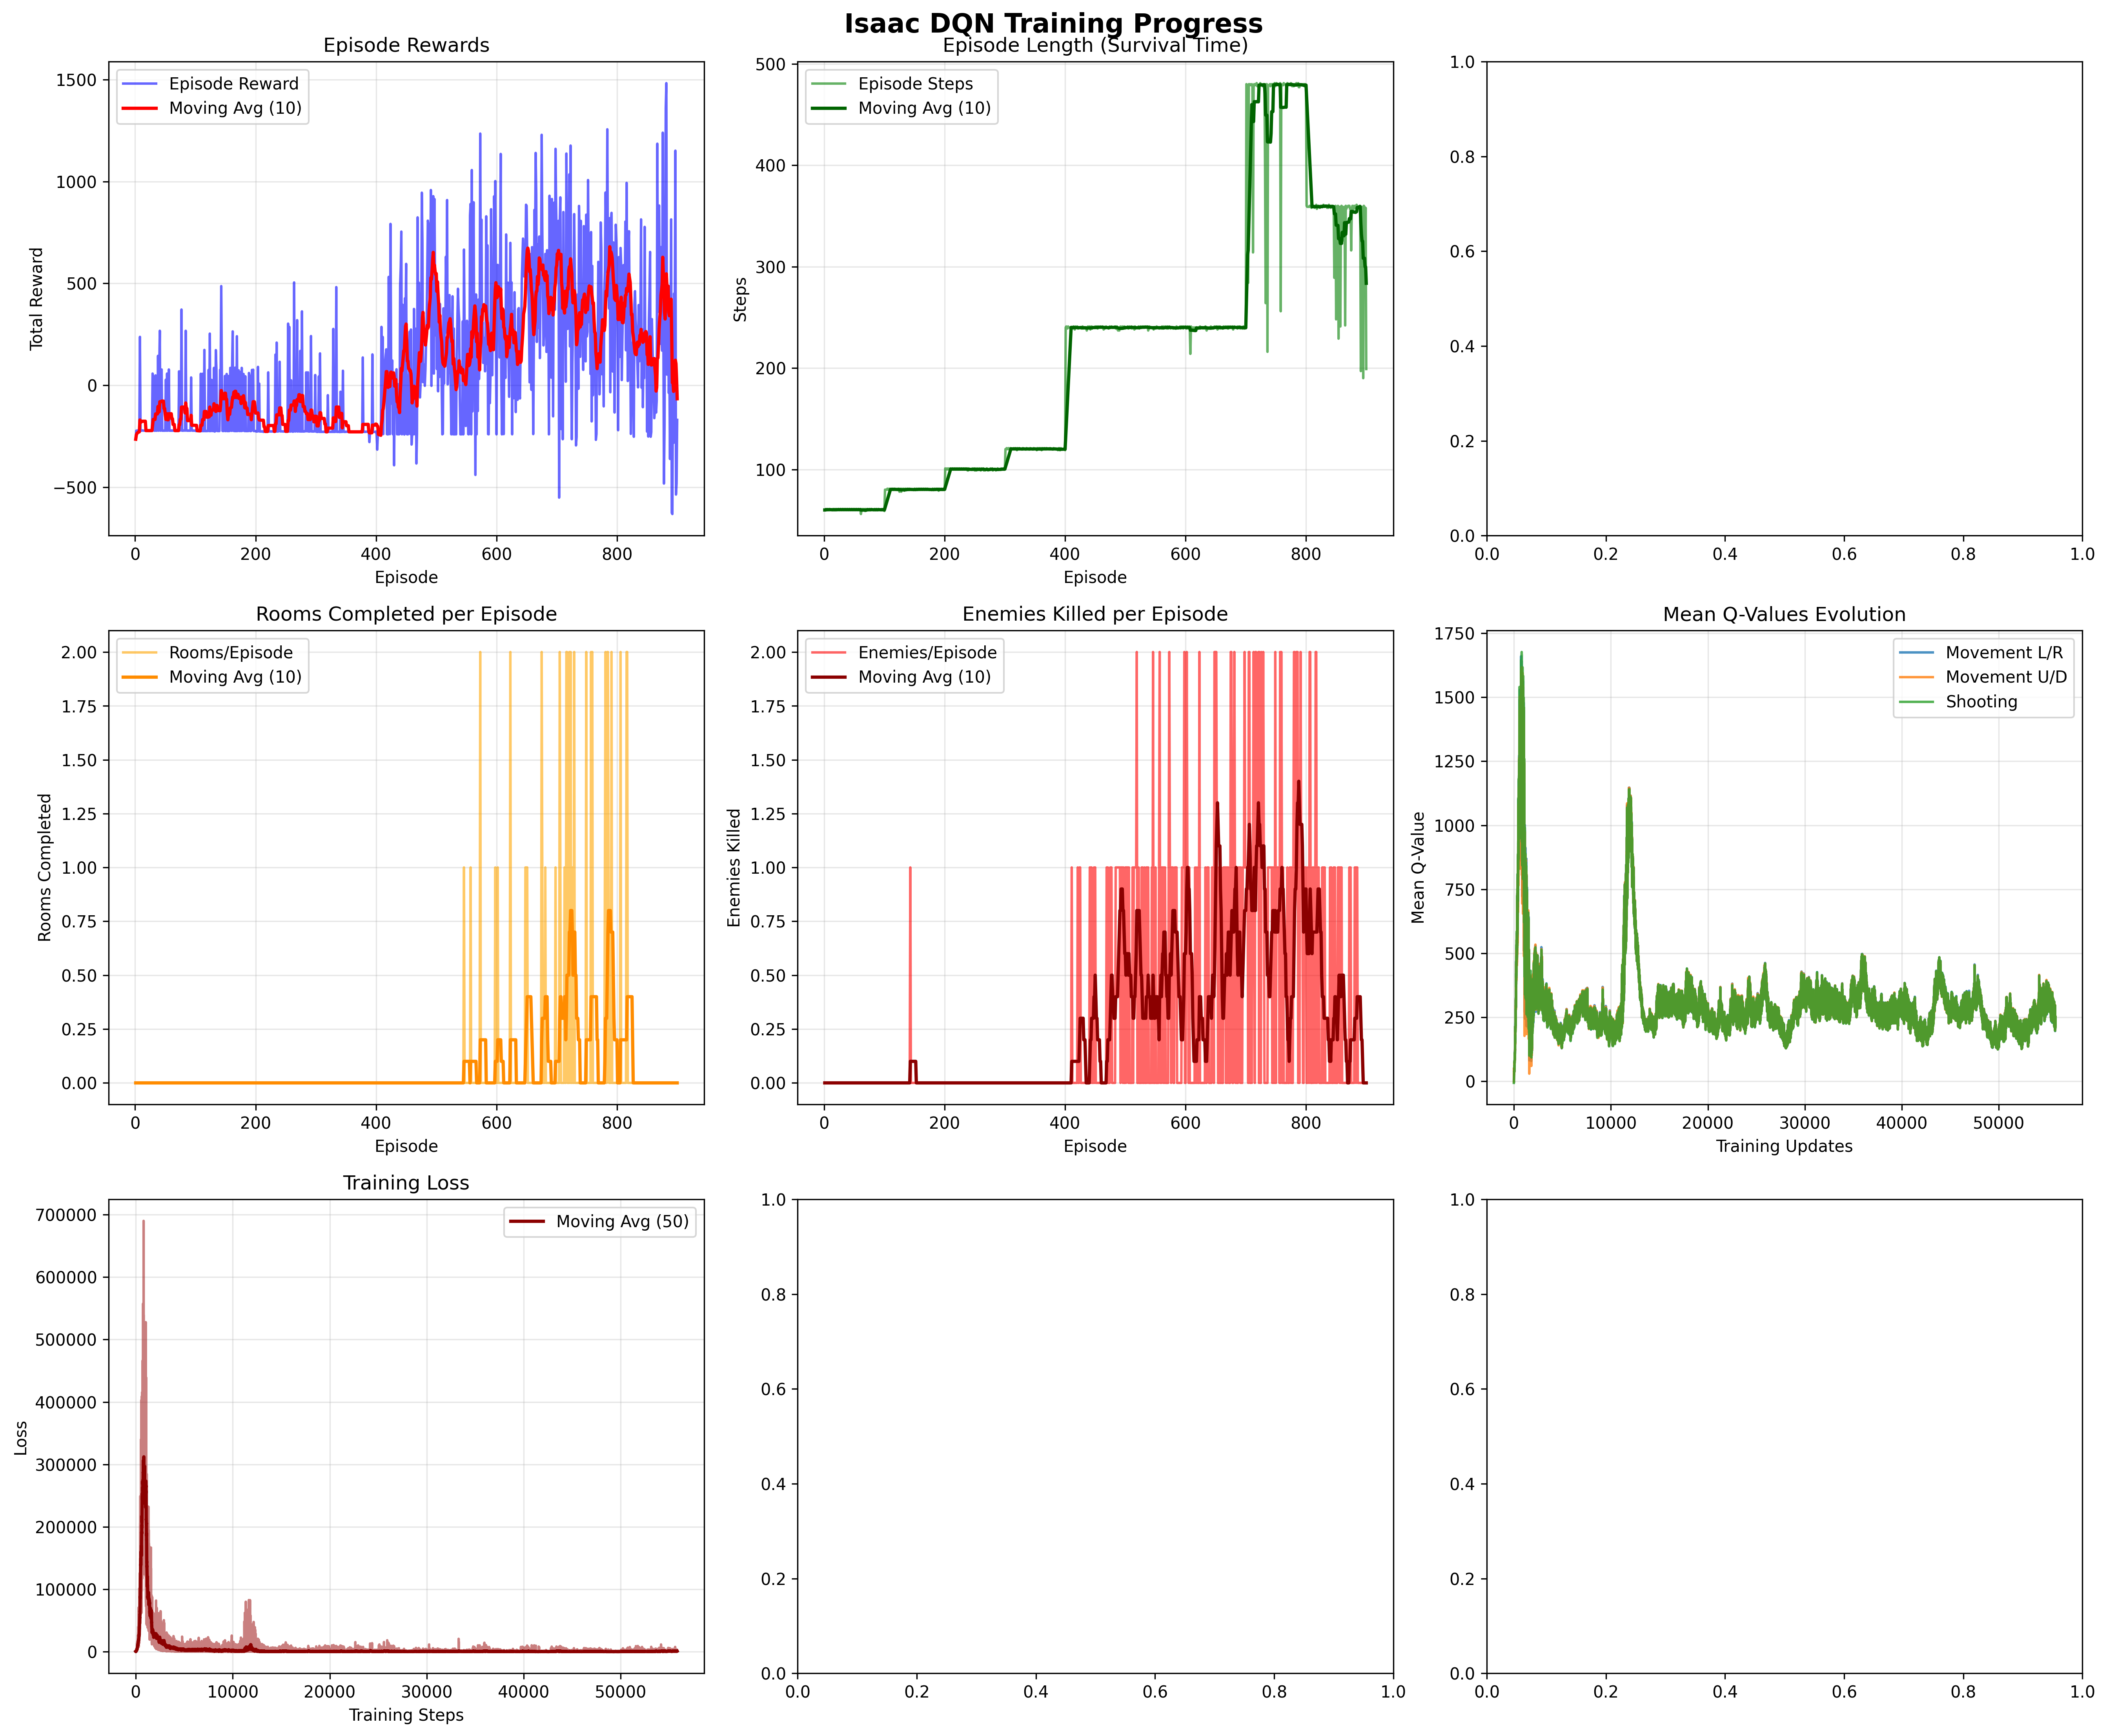 Isaac DQN Training Progress
Episode Rewards
1500
1000
500
0
−500
Total Reward
Episode Reward
Moving Avg (10)
0 200 400 600 800
Episode
Episode Length (Survival Time)
500
400
300
200
100
Steps
Episode Steps
Moving Avg (10)
0 200 400 600 800
Episode
1.0
0.8
0.6
0.4
0.2
0.0
0.0 0.2 0.4 0.6 0.8 1.0
Rooms Completed per Episode
2.00
1.75
1.50
1.25
1.00
0.75
0.50
0.25
0.00
Rooms Completed
Rooms/Episode
Moving Avg (10)
0 200 400 600 800
Episode
Enemies Killed per Episode
2.00
1.75
1.50
1.25
1.00
0.75
0.50
0.25
0.00
Enemies Killed
Enemies/Episode
Moving Avg (10)
0 200 400 600 800
Episode
Mean Q-Values Evolution
1750
1500
1250
1000
750
500
250
0
Mean Q-Value
Movement L/R
Movement U/D
Shooting
0 10000 20000 30000 40000 50000
Training Updates
Training Loss
700000
600000
500000
400000
300000
200000
100000
0
Loss
Moving Avg (50)
0 10000 20000 30000 40000 50000
Training Steps
1.0
0.8
0.6
0.4
0.2
0.0
0.0 0.2 0.4 0.6 0.8 1.0
1.0
0.8
0.6
0.4
0.2
0.0
0.0 0.2 0.4 0.6 0.8 1.0